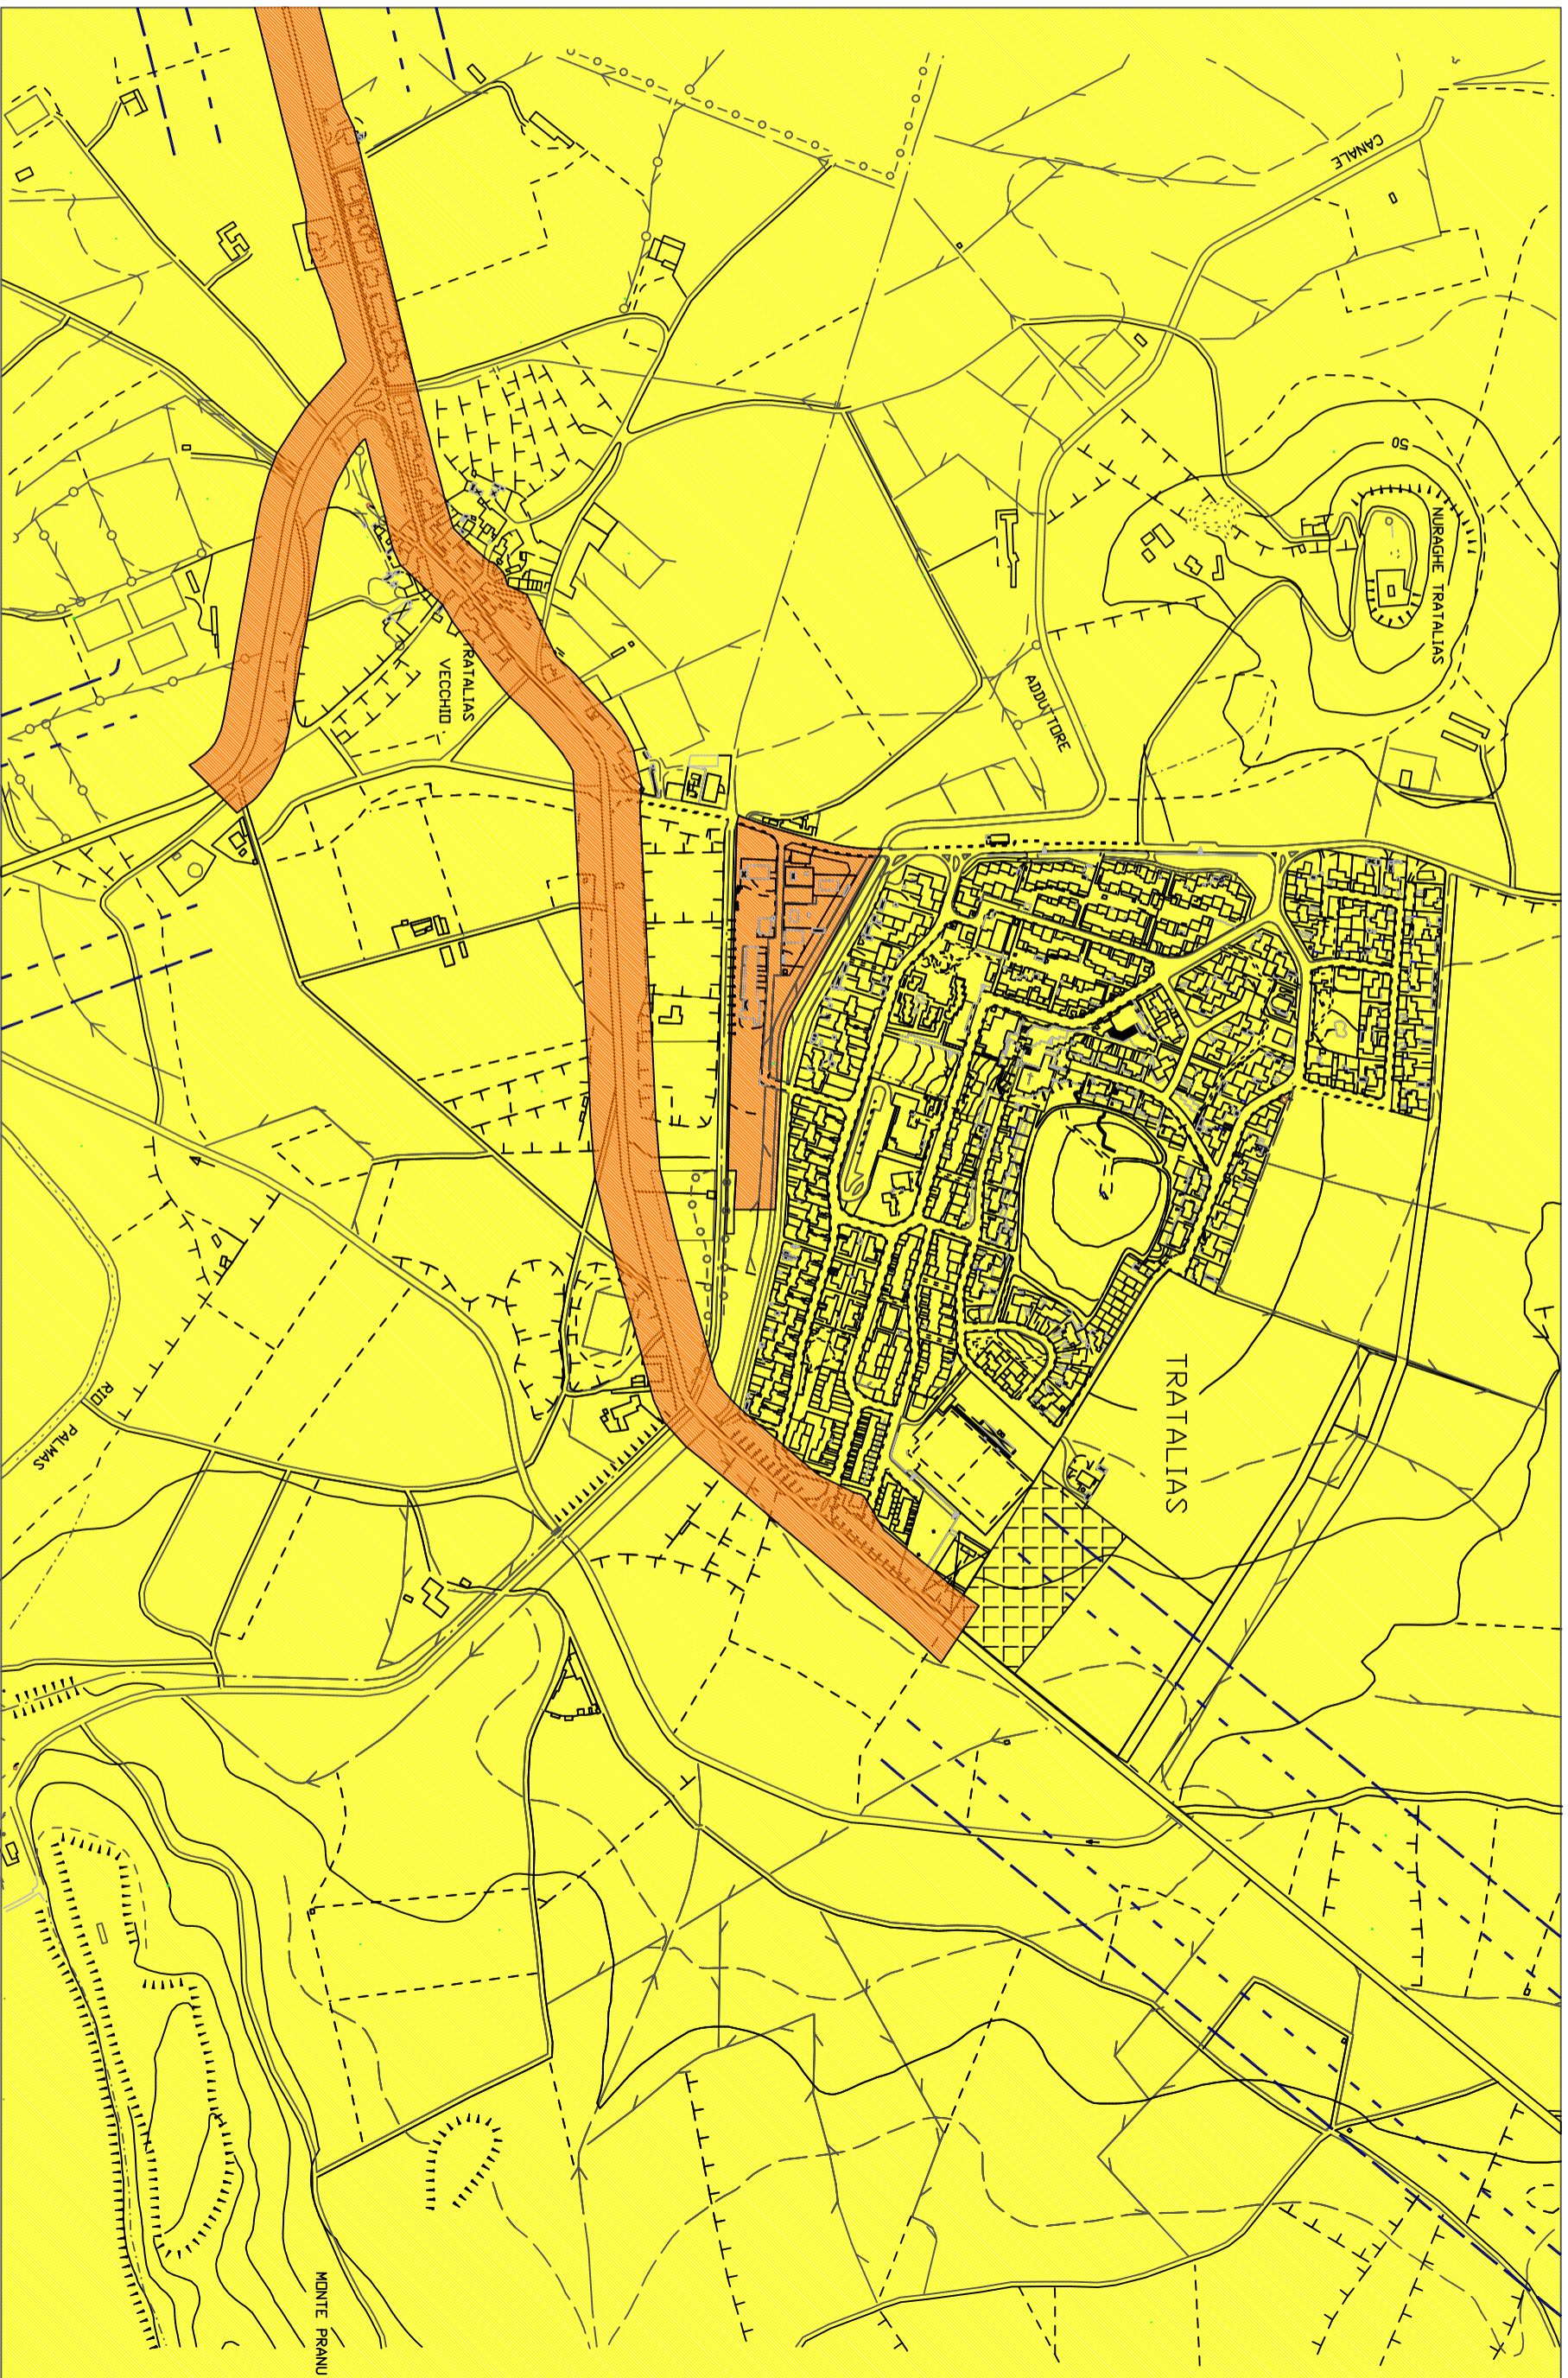 CANALE
50
NURAGHE TRATALIAS
ADDUTTORE
TRATALIAS
VECCHIO
TRATALIAS
RIO
PALMAS
MONTE PRANU